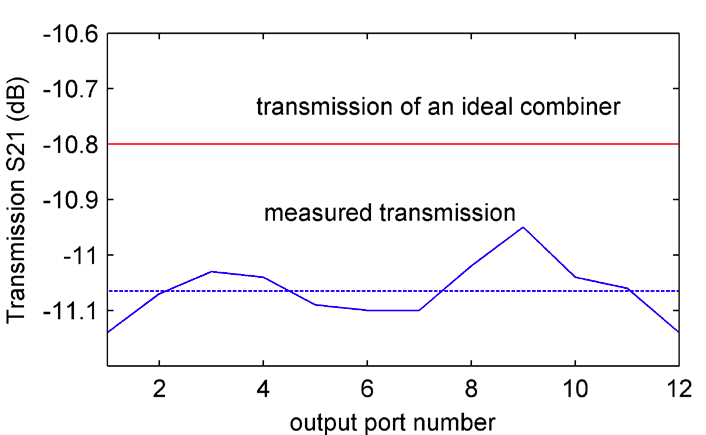 -10.6
-10.7
-10.8
-10.9
-11
-11.1
Transmission S21 (dB)
transmission of an ideal combiner
measured transmission
2 4 6 8 10 12
output port number